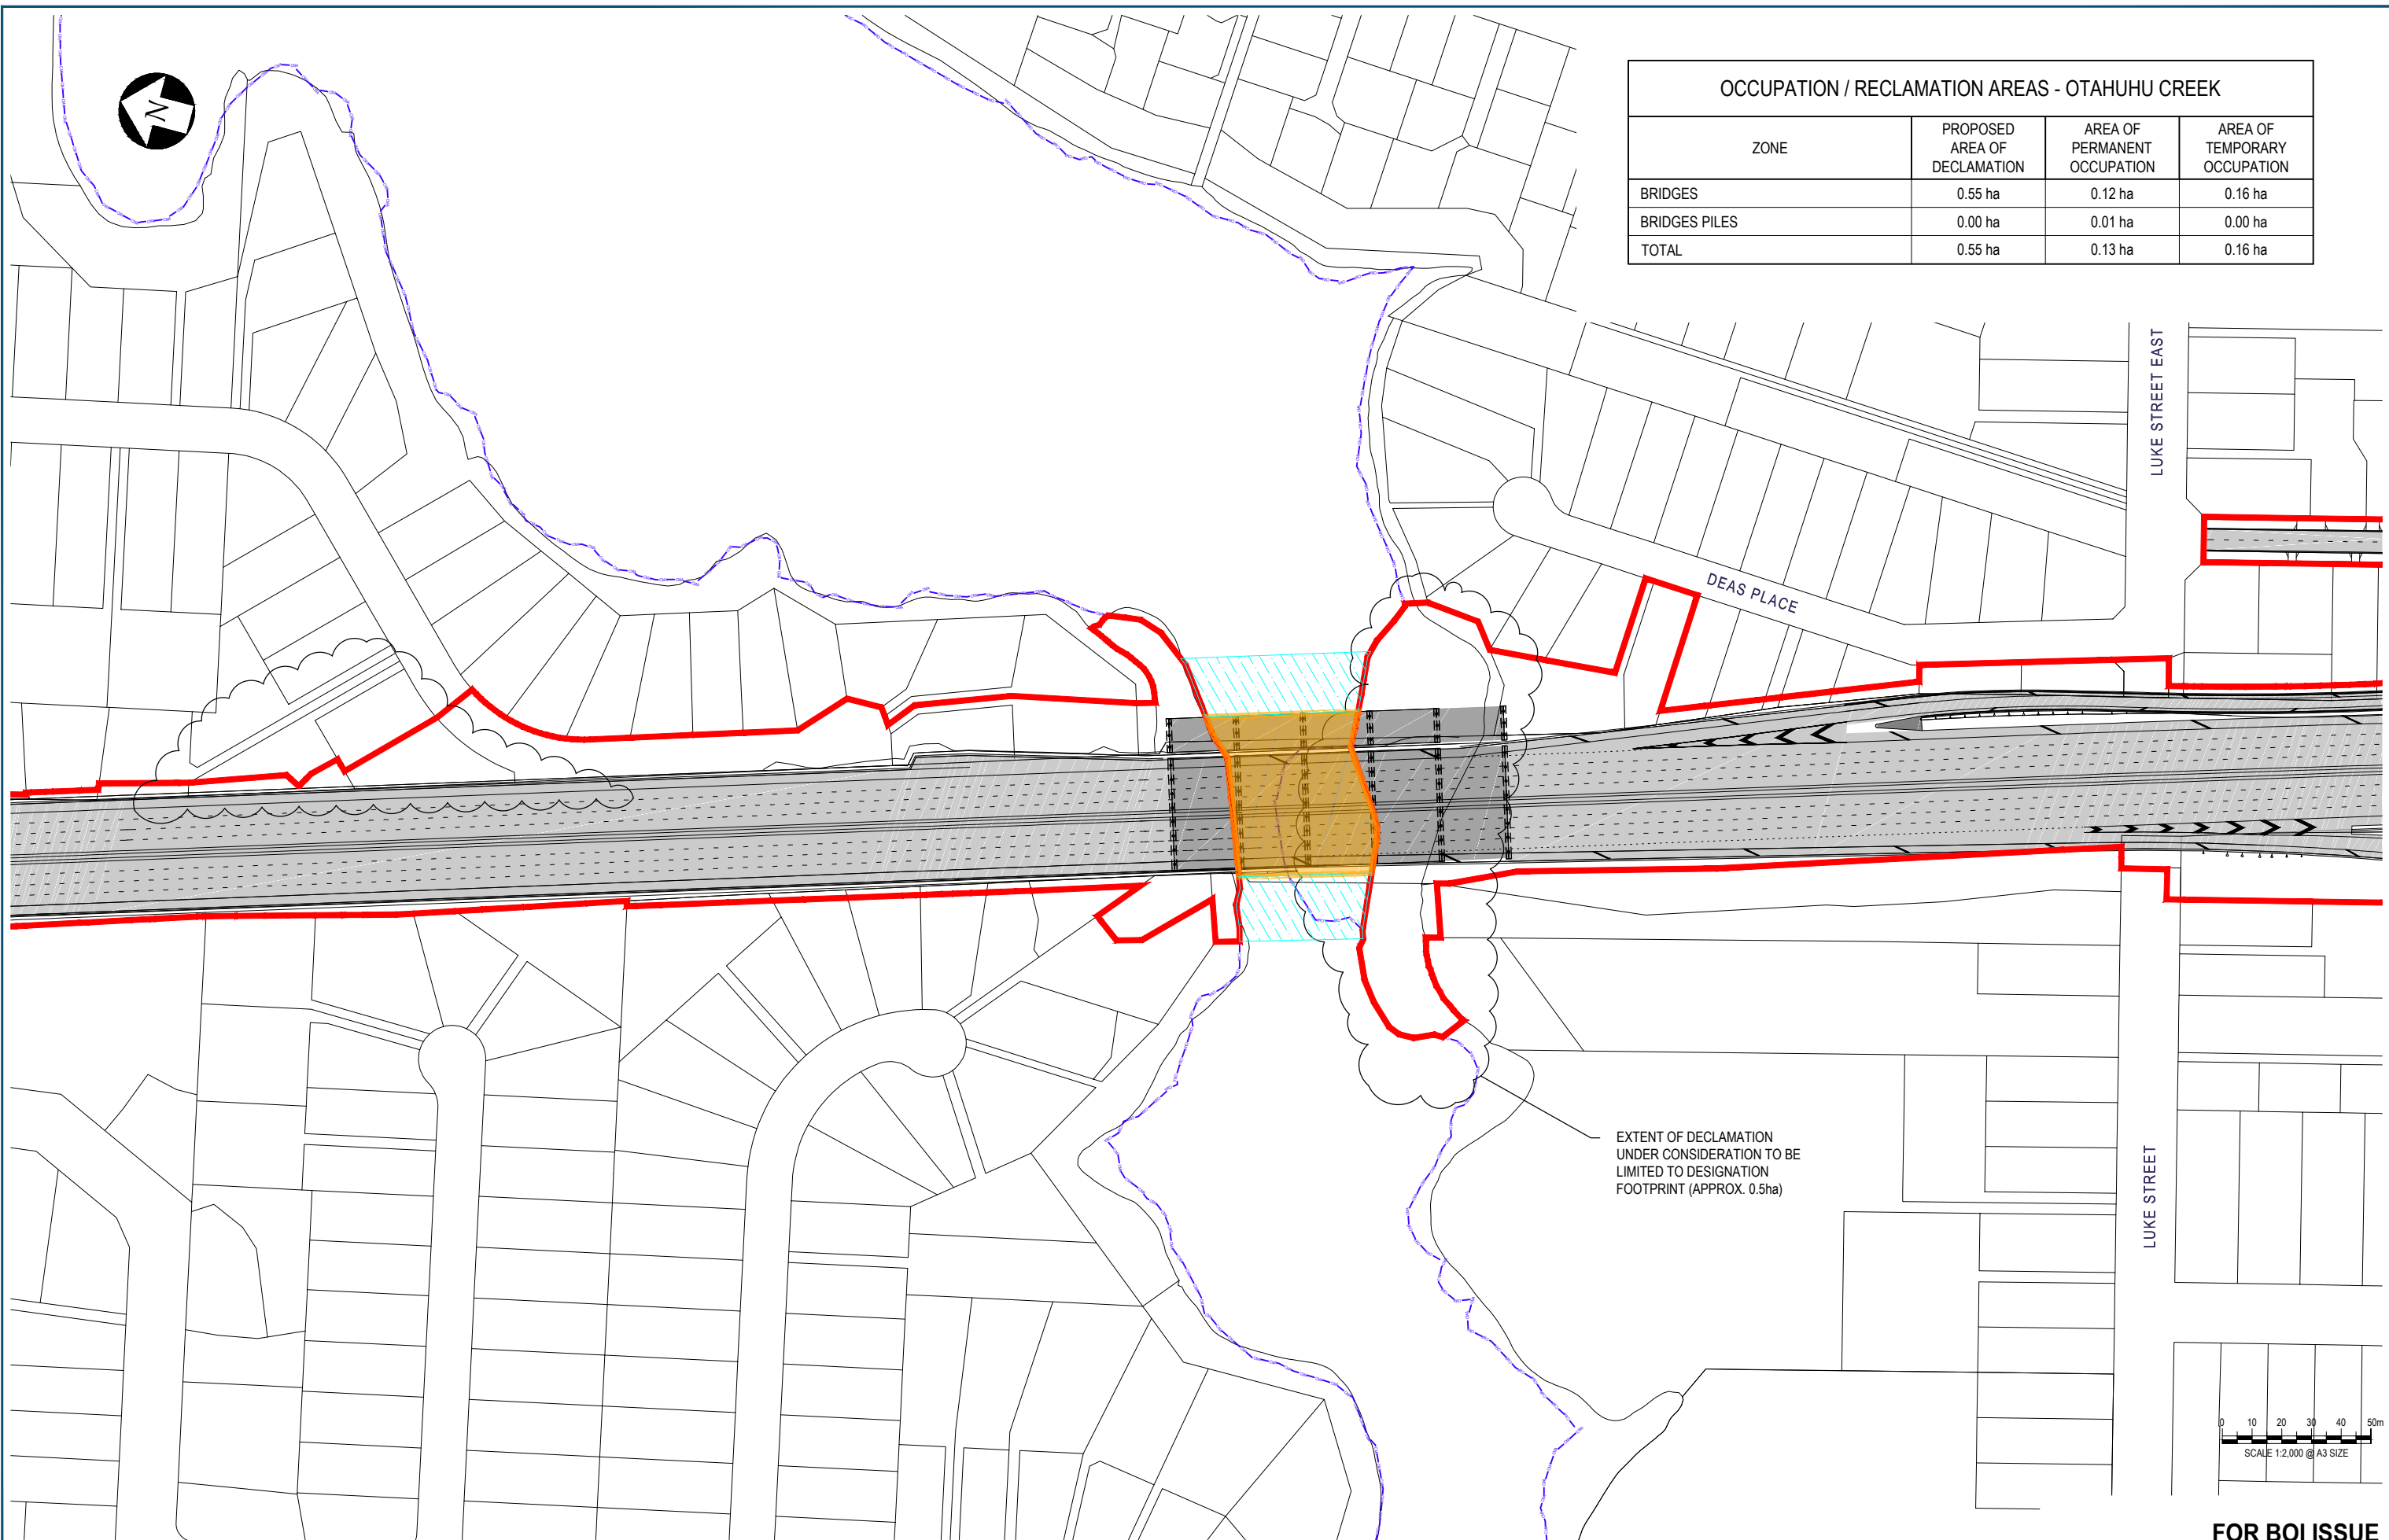 N
OCCUPATION / RECLAMATION AREAS - OTAHUHU CREEK
ZONE
PROPOSED
AREA OF
DECLAMATION
AREA OF
PERMANENT
OCCUPATION
AREA OF
TEMPORARY
OCCUPATION
BRIDGES 0.55 ha 0.12 ha 0.16 ha
BRIDGES PILES 0.00 ha 0.01 ha 0.00 ha
TOTAL 0.55 ha 0.13 ha 0.16 ha
LUKE STREET EAST
DEAS PLACE
EXTENT OF DECLAMATION
UNDER CONSIDERATION TO BE
LIMITED TO DESIGNATION
FOOTPRINT (APPROX. 0.5ha)
LUKE STREET
0 10 20 30 40 50m
SCALE 1:2,000 @ A3 SIZE
FOR BOI ISSUE